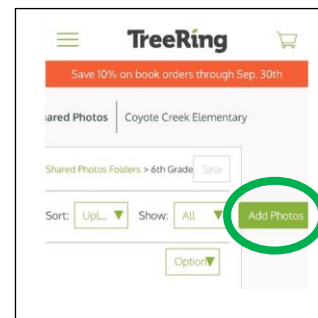 TreeRing
Save 10% on book orders through Sep. 30th
ared Photos Coyote Creek Elementary
Shared Photos Folders > 6th Grade Sear
Sort: Upl... Show: All Add Photos
Option